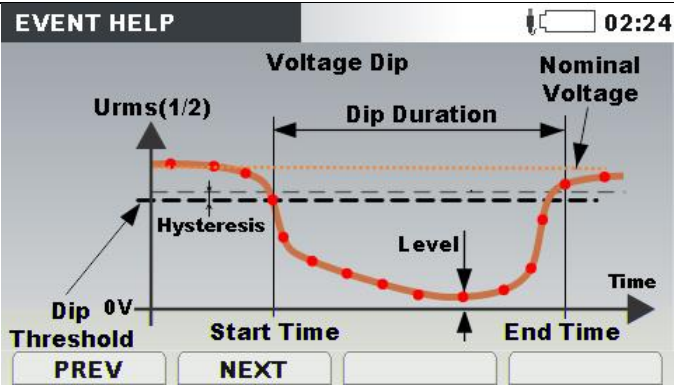 EVENT HELP
02:24
Voltage Dip
Nominal
Voltage
Urms(1/2)
Dip Duration
Hysteresis
Level
Time
Dip
Threshold
0V
Start Time
End Time
PREV
NEXT